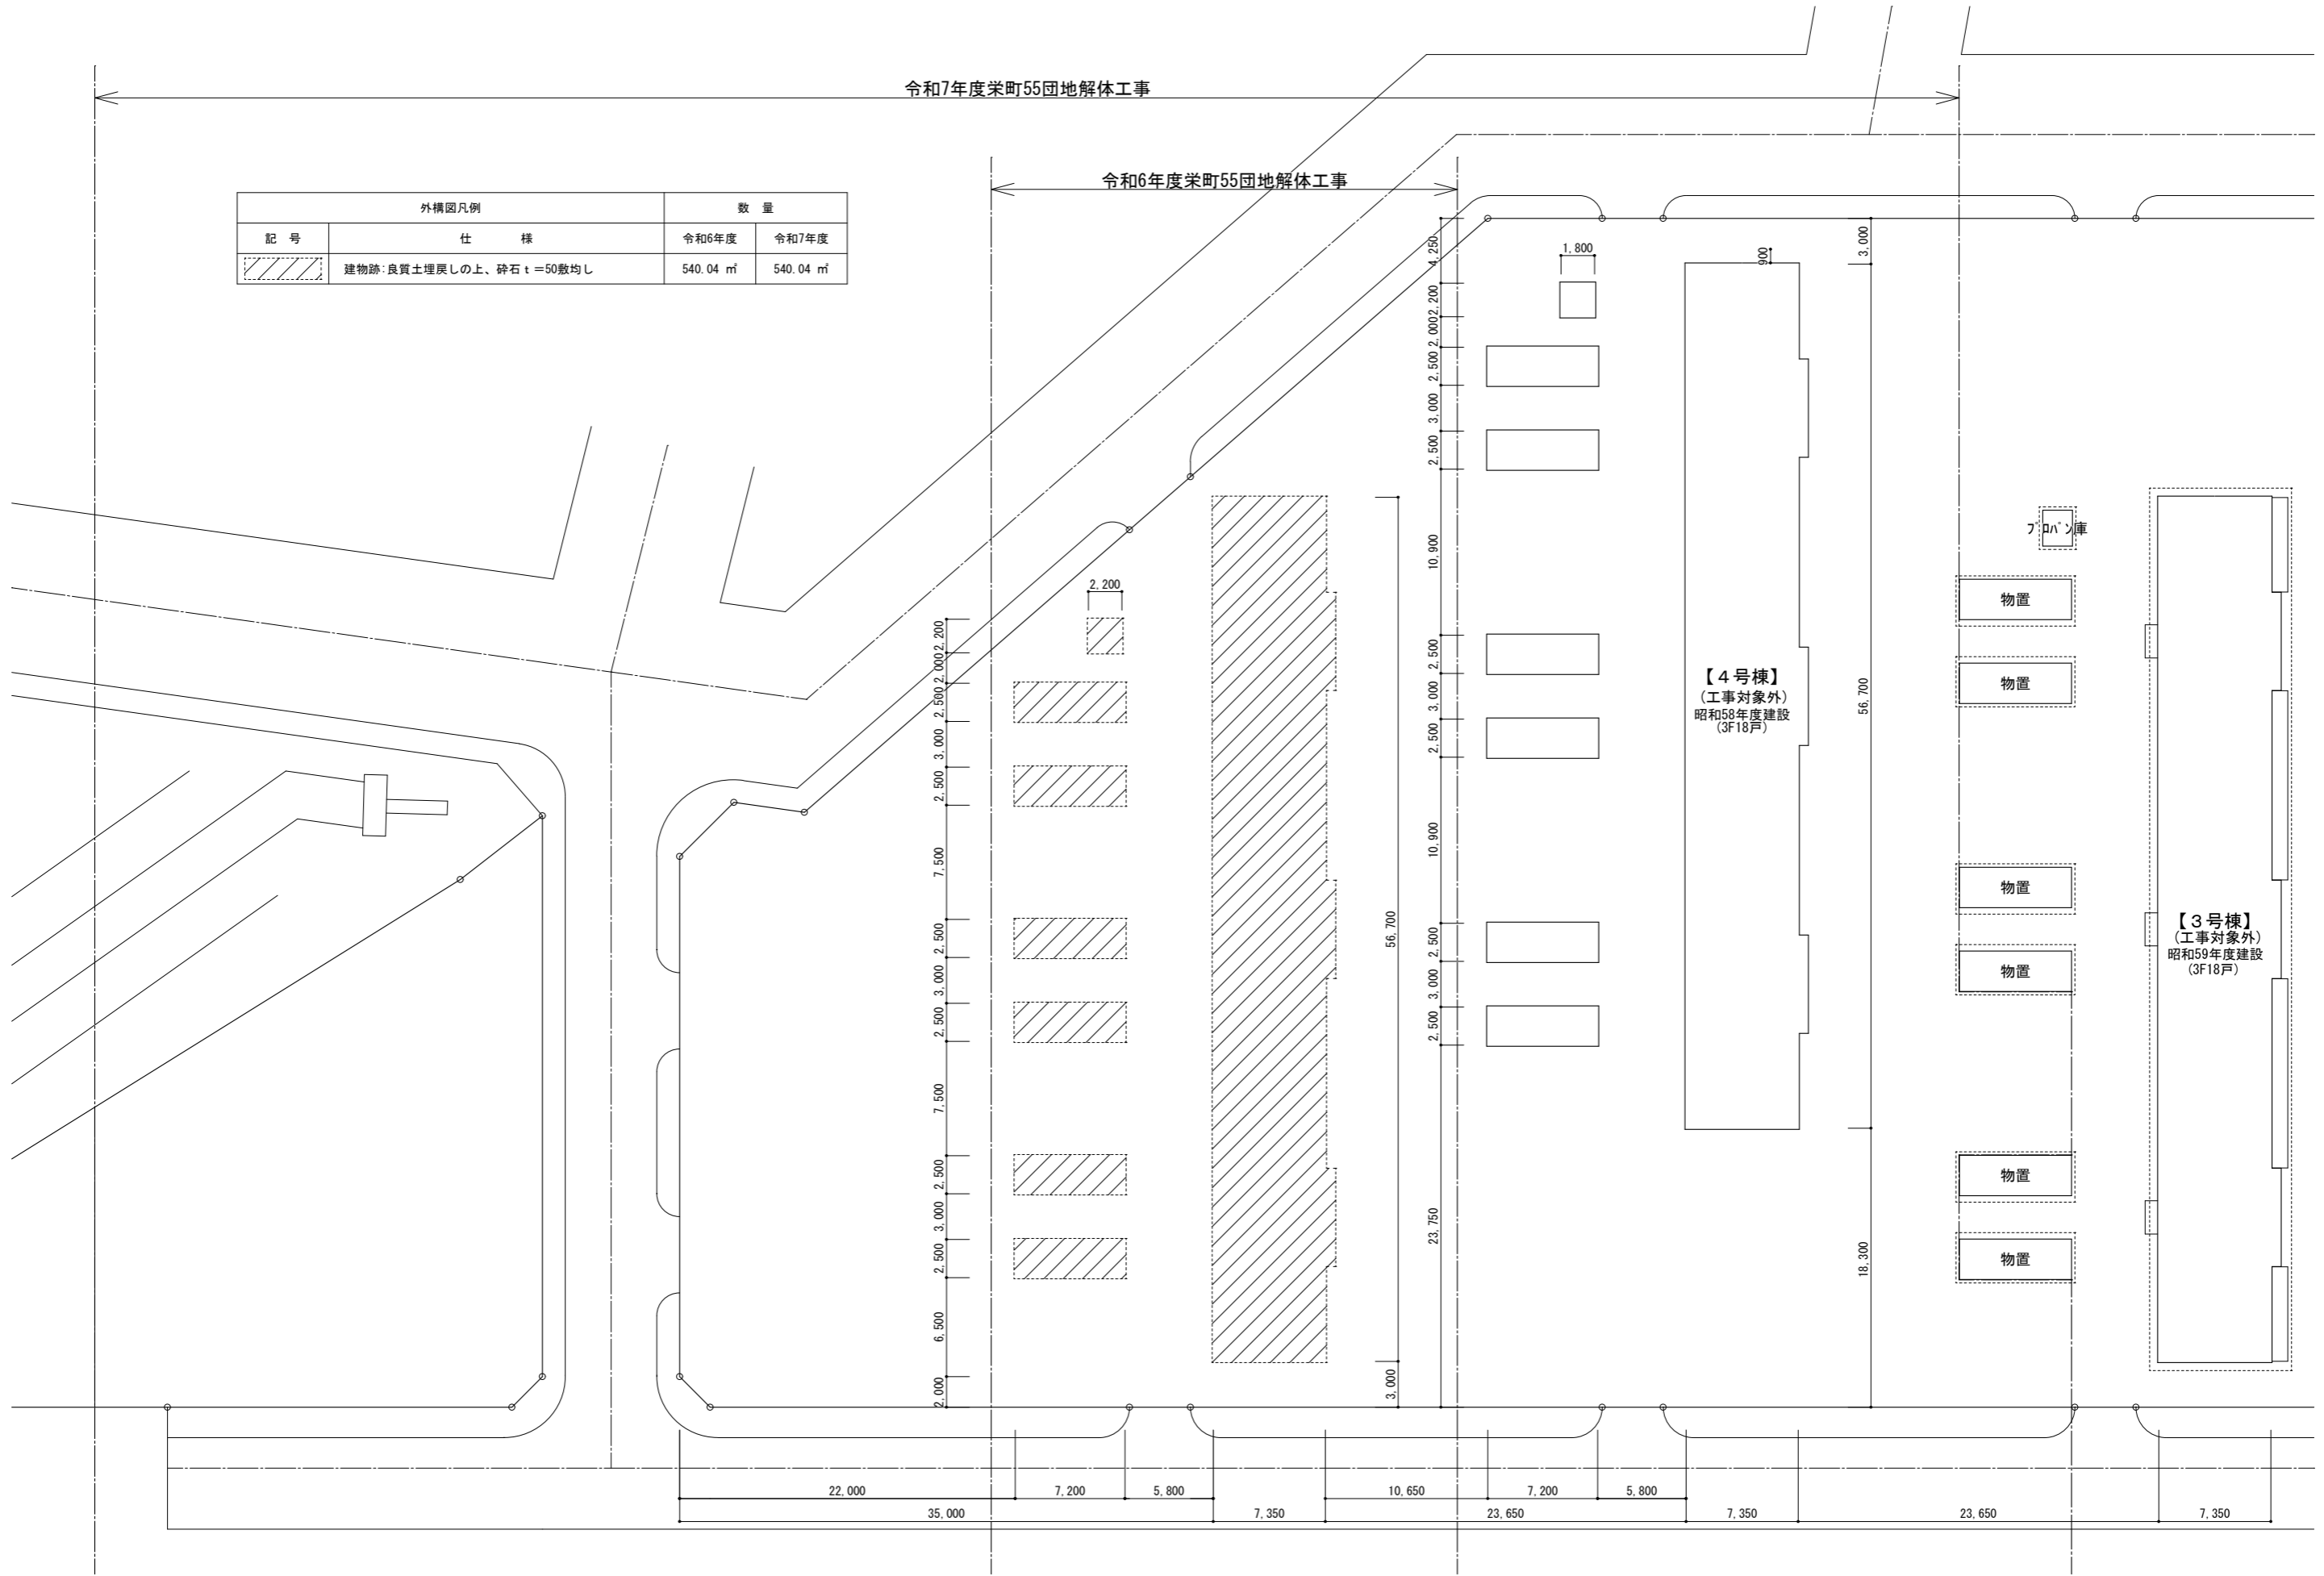 令和7年度栄町55団地解体工事
令和6年度栄町55団地解体工事
外構図凡例 数 量
記 号 仕 様 令和6年度 令和7年度
建物跡:良質土埋戻しの上、砕石t=50敷均し 540.04 ㎡ 540.04 ㎡
4,250
2,200
2,000
2,500
3,000
2,500
10,900
2,500
3,000
2,500
10,900
2,500
3,000
2,500
23,750
1,800
900
3,000
56,700
18,300
【4号棟】
(工事対象外)
昭和58年度建設
(3F18戸)
プロパン庫
物置
物置
物置
物置
物置
物置
【3号棟】
(工事対象外)
昭和59年度建設
(3F18戸)
2,200
2,200
2,000
2,500
3,000
2,500
7,500
2,500
3,000
2,500
7,500
2,500
3,000
2,500
6,500
2,000
56,700
3,000
22,000 7,200 5,800 10,650 7,200 5,800
35,000 7,350 23,650 7,350 23,650 7,350